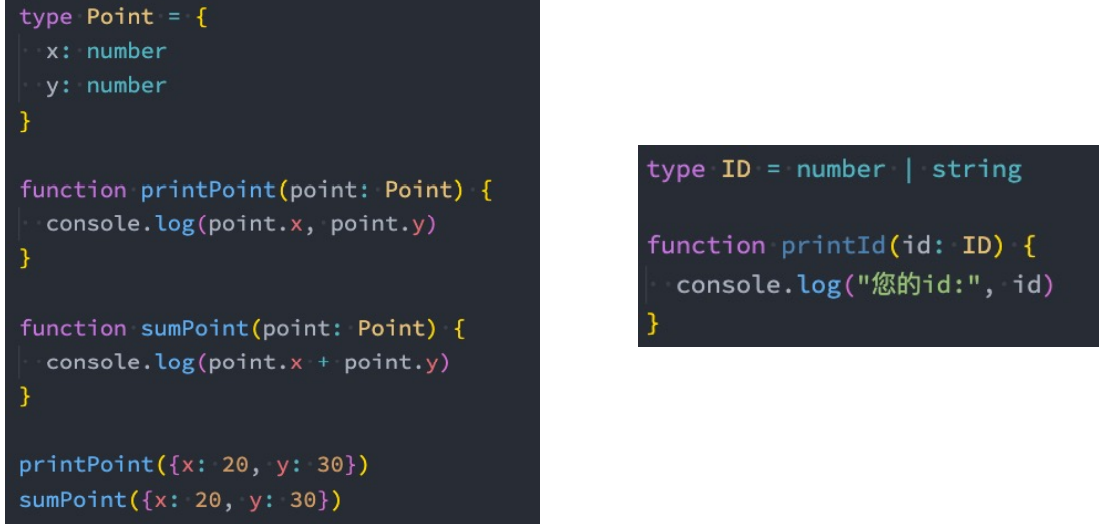 type Point = {
  x: number
  y: number
}
function printPoint(point: Point) {
  console.log(point.x, point.y)
}
function sumPoint(point: Point) {
  console.log(point.x + point.y)
}
printPoint({x: 20, y: 30})
sumPoint({x: 20, y: 30})
type ID = number | string
function printId(id: ID) {
  console.log("您的id:", id)
}